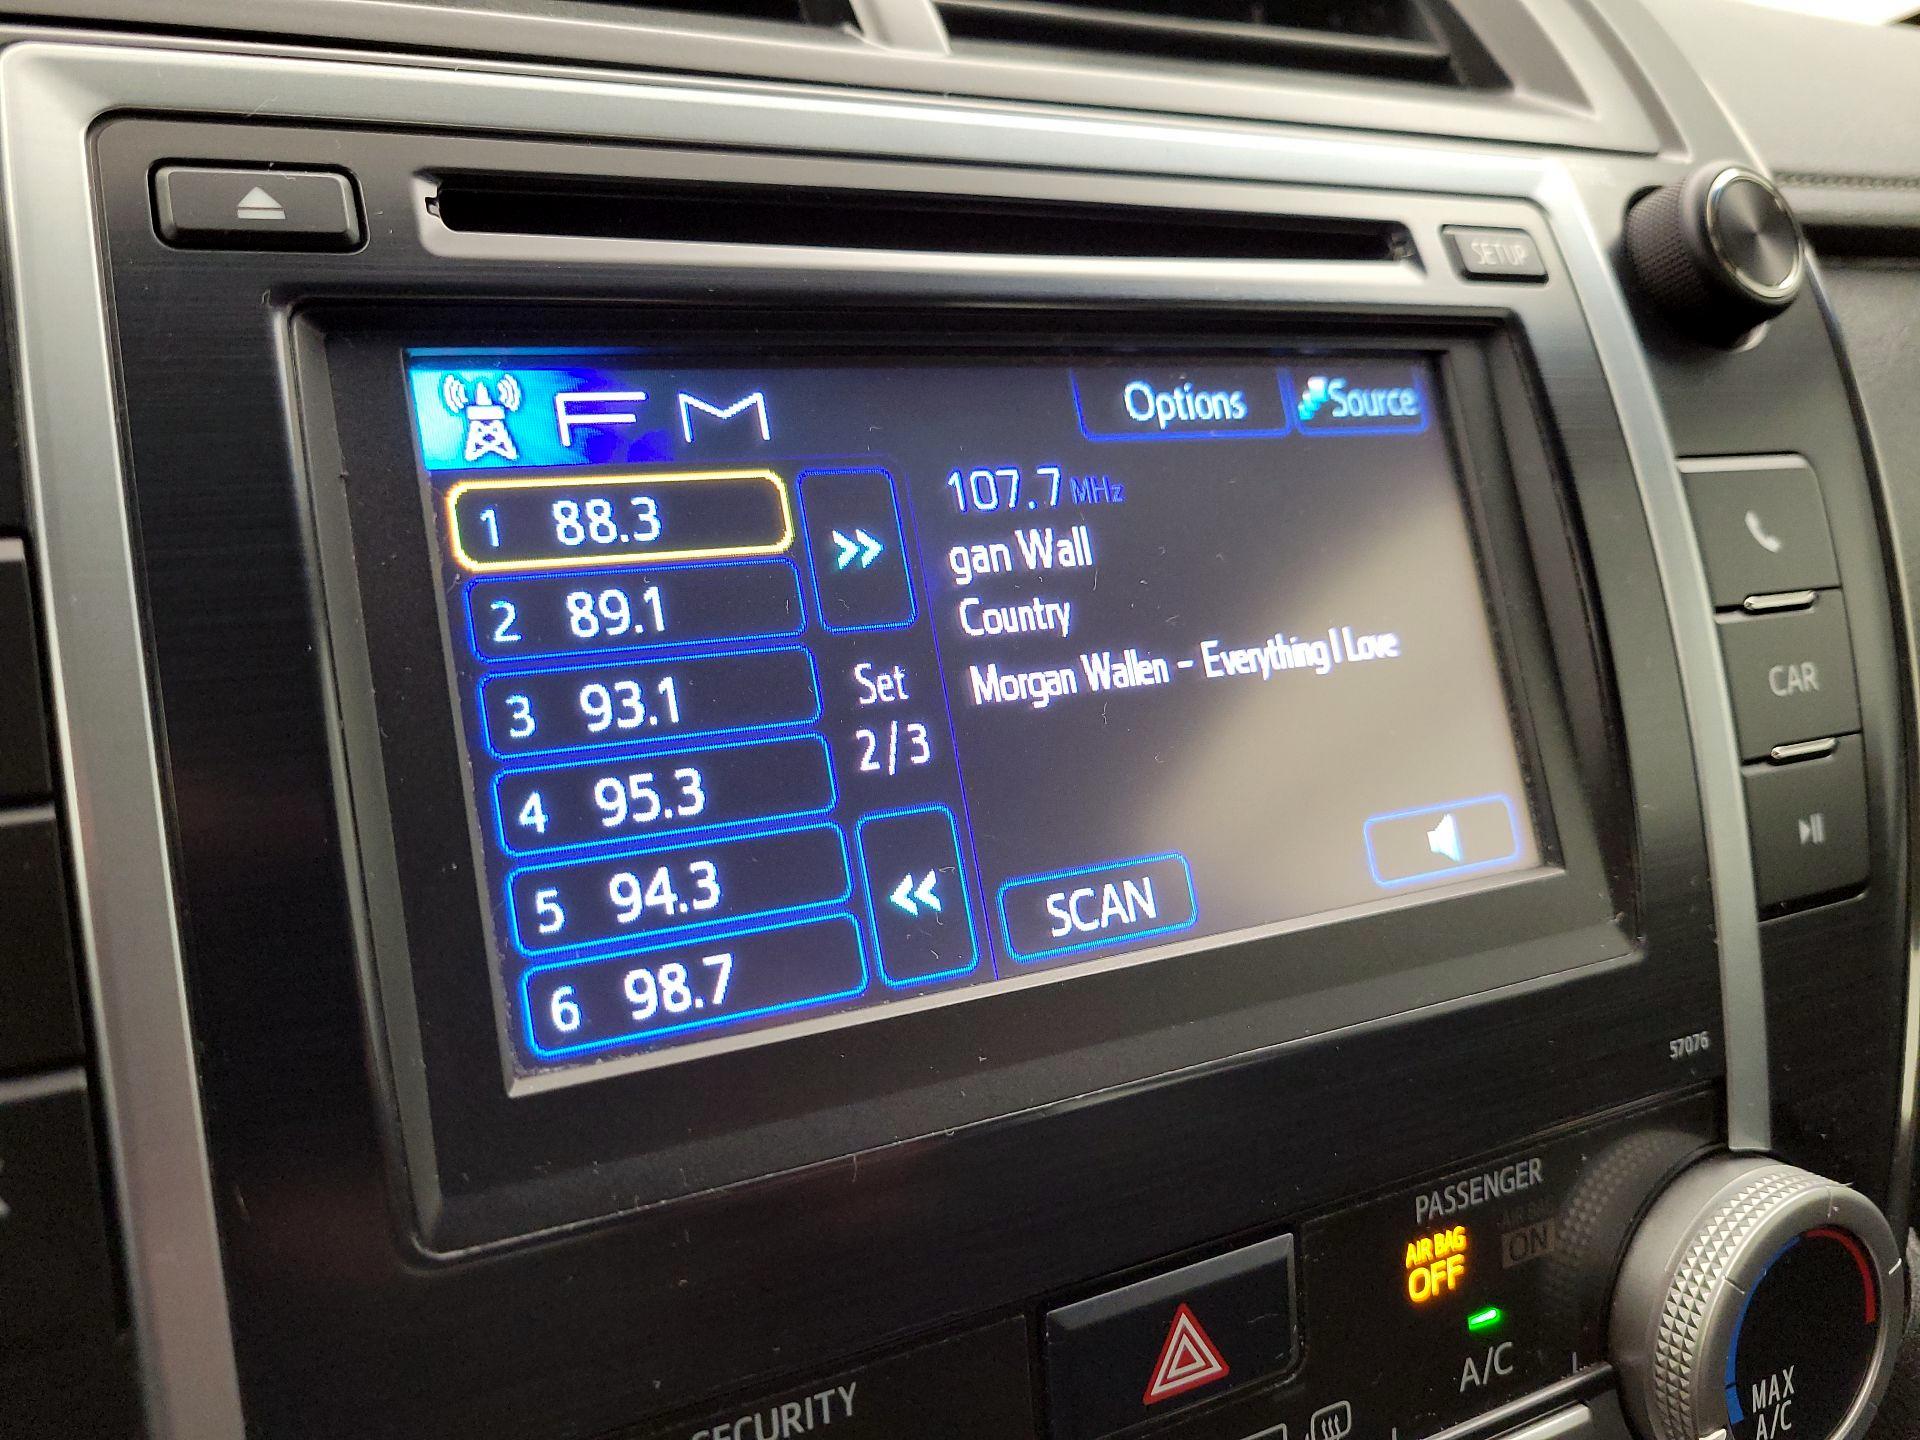 SETUP
FM
Options
Source
1 88.3
2 89.1
3 93.1
4 95.3
5 94.3
6 98.7
>>
Set
2/3
<<
107.7 MHz
gan Wall
Country
Morgan Wallen - Everything I Love
SCAN
CAR
57076
PASSENGER
AIR BAG
OFF
AIR BAG
ON
A/C
MAX
A/C